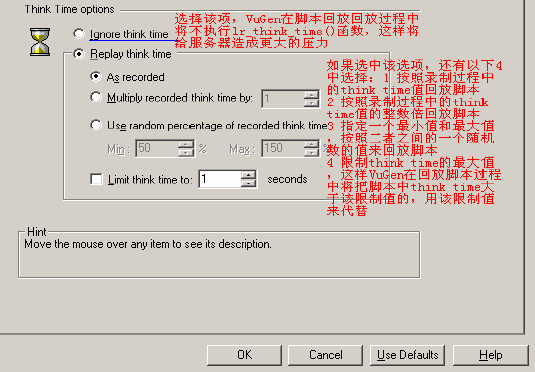 Think Time options
Ignore think time
选择该项，VuGen在脚本回放回放过程中
将不执行lr_think_time()函数，这样将
给服务器造成更大的压力
Replay think time
As recorded
Multiply recorded think time by:
1
Use random percentage of recorded think time
Min:
50
%
Max:
150
%
Limit think time to:
1
seconds
如果选中该选项，还有以下4
中选择：1 按照录制过程中
的think time值回放脚本
2 按照录制过程中的think
time值的整数倍回放脚本
3 指定一个最小值和最大值
，按照二者之间的一个随机
数的值来回放脚本
4 限制think time的最大值
，这样VuGen在回放脚本过程
中将把脚本中think time大
于该限制值的，用该限制值
来代替
Hint
Move the mouse over any item to see its description.
OK
Cancel
Use Defaults
Help